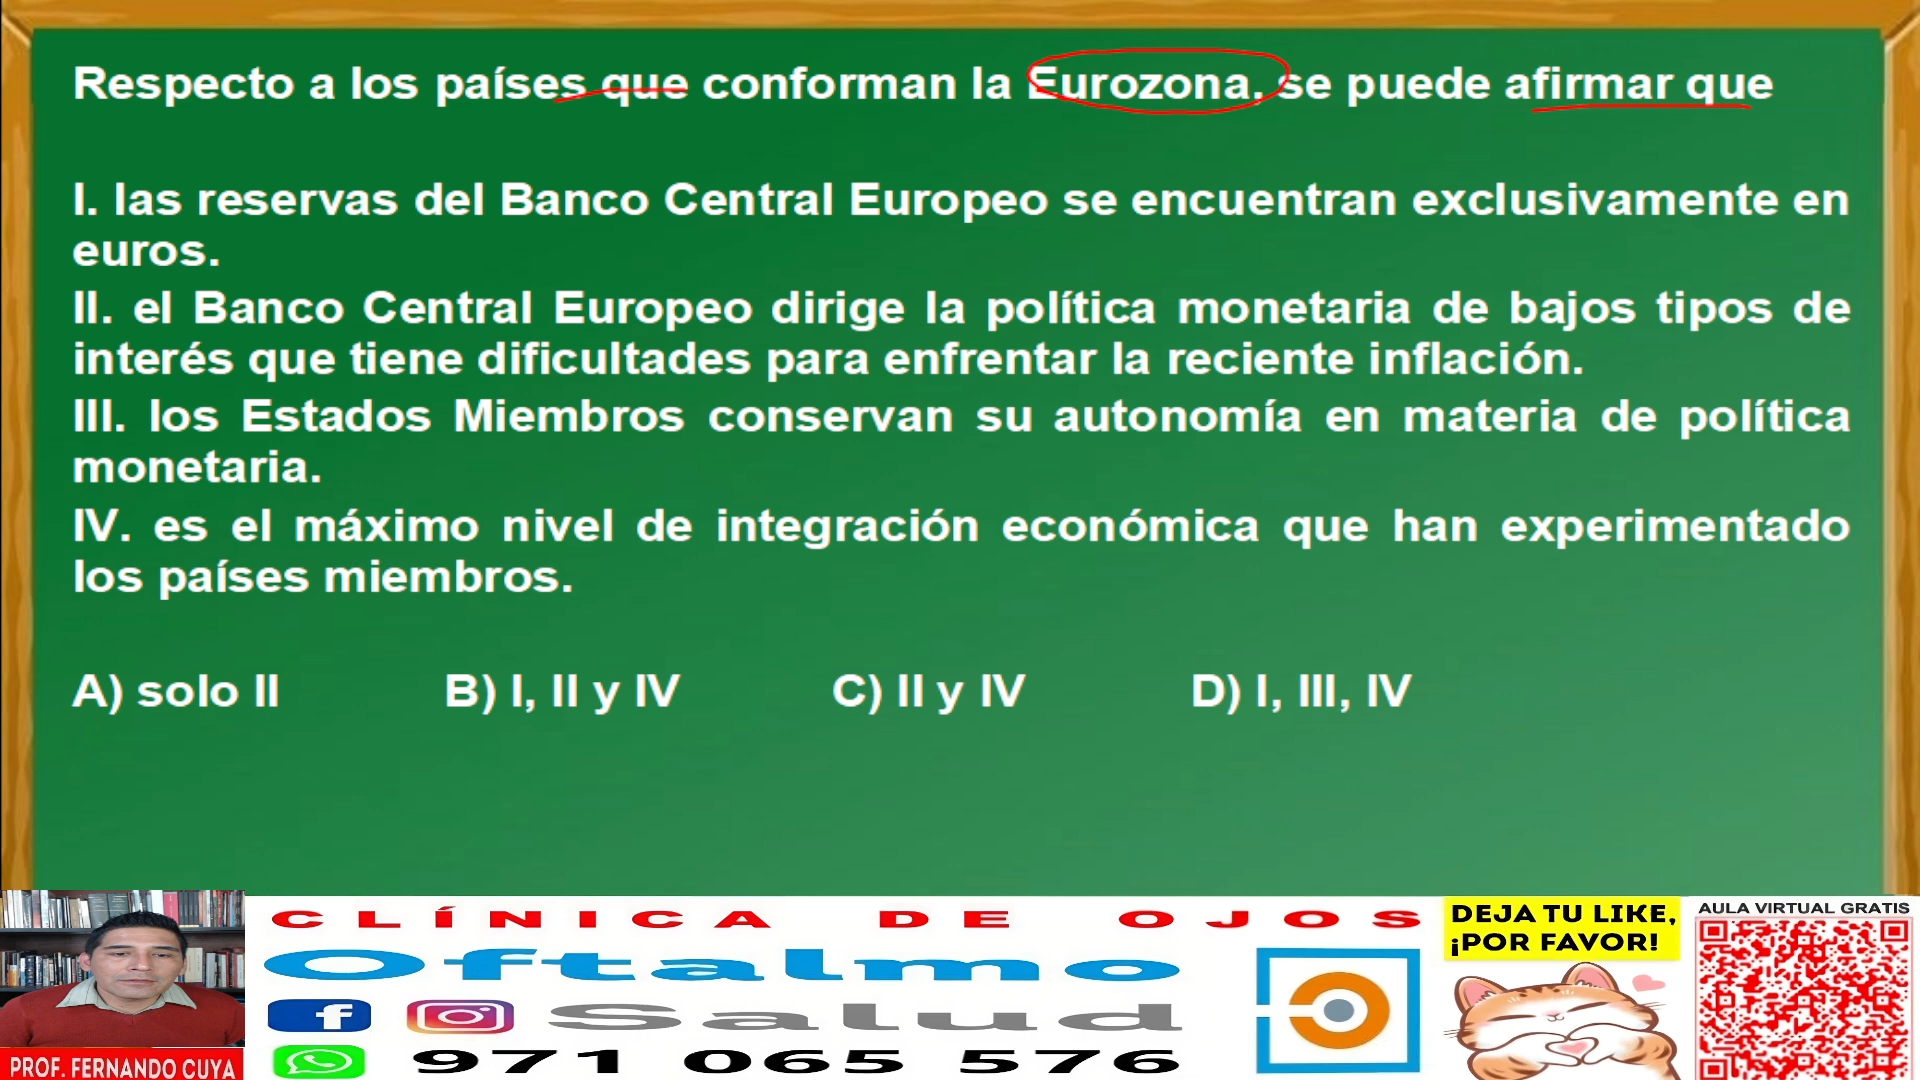 Respecto a los países que conforman la Eurozona, se puede afirmar que
I. las reservas del Banco Central Europeo se encuentran exclusivamente en
euros.
II. el Banco Central Europeo dirige la política monetaria de bajos tipos de
interés que tiene dificultades para enfrentar la reciente inflación.
III. los Estados Miembros conservan su autonomía en materia de política
monetaria.
IV. es el máximo nivel de integración económica que han experimentado
los países miembros.
A) solo II B) I, II y IV C) II y IV D) I, III, IV
CLÍNICA DE OJOS
Oftalmo
Salud
971 065 576
PROF. FERNANDO CUYA
DEJA TU LIKE,
¡POR FAVOR!
AULA VIRTUAL GRATIS